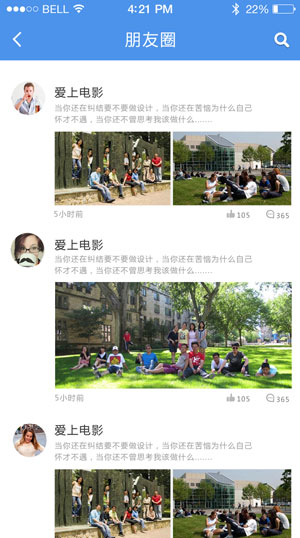 BELL 4:21 PM 22%
朋友圈
爱上电影
当你还在纠结要不要做设计，当你还在苦恼为什么自己
怀才不遇，当你还不曾思考我该做什么.......
5小时前 105 365
爱上电影
当你还在纠结要不要做设计，当你还在苦恼为什么自己
怀才不遇，当你还不曾思考我该做什么.......
5小时前 105 365
爱上电影
当你还在纠结要不要做设计，当你还在苦恼为什么自己
怀才不遇，当你还不曾思考我该做什么.......